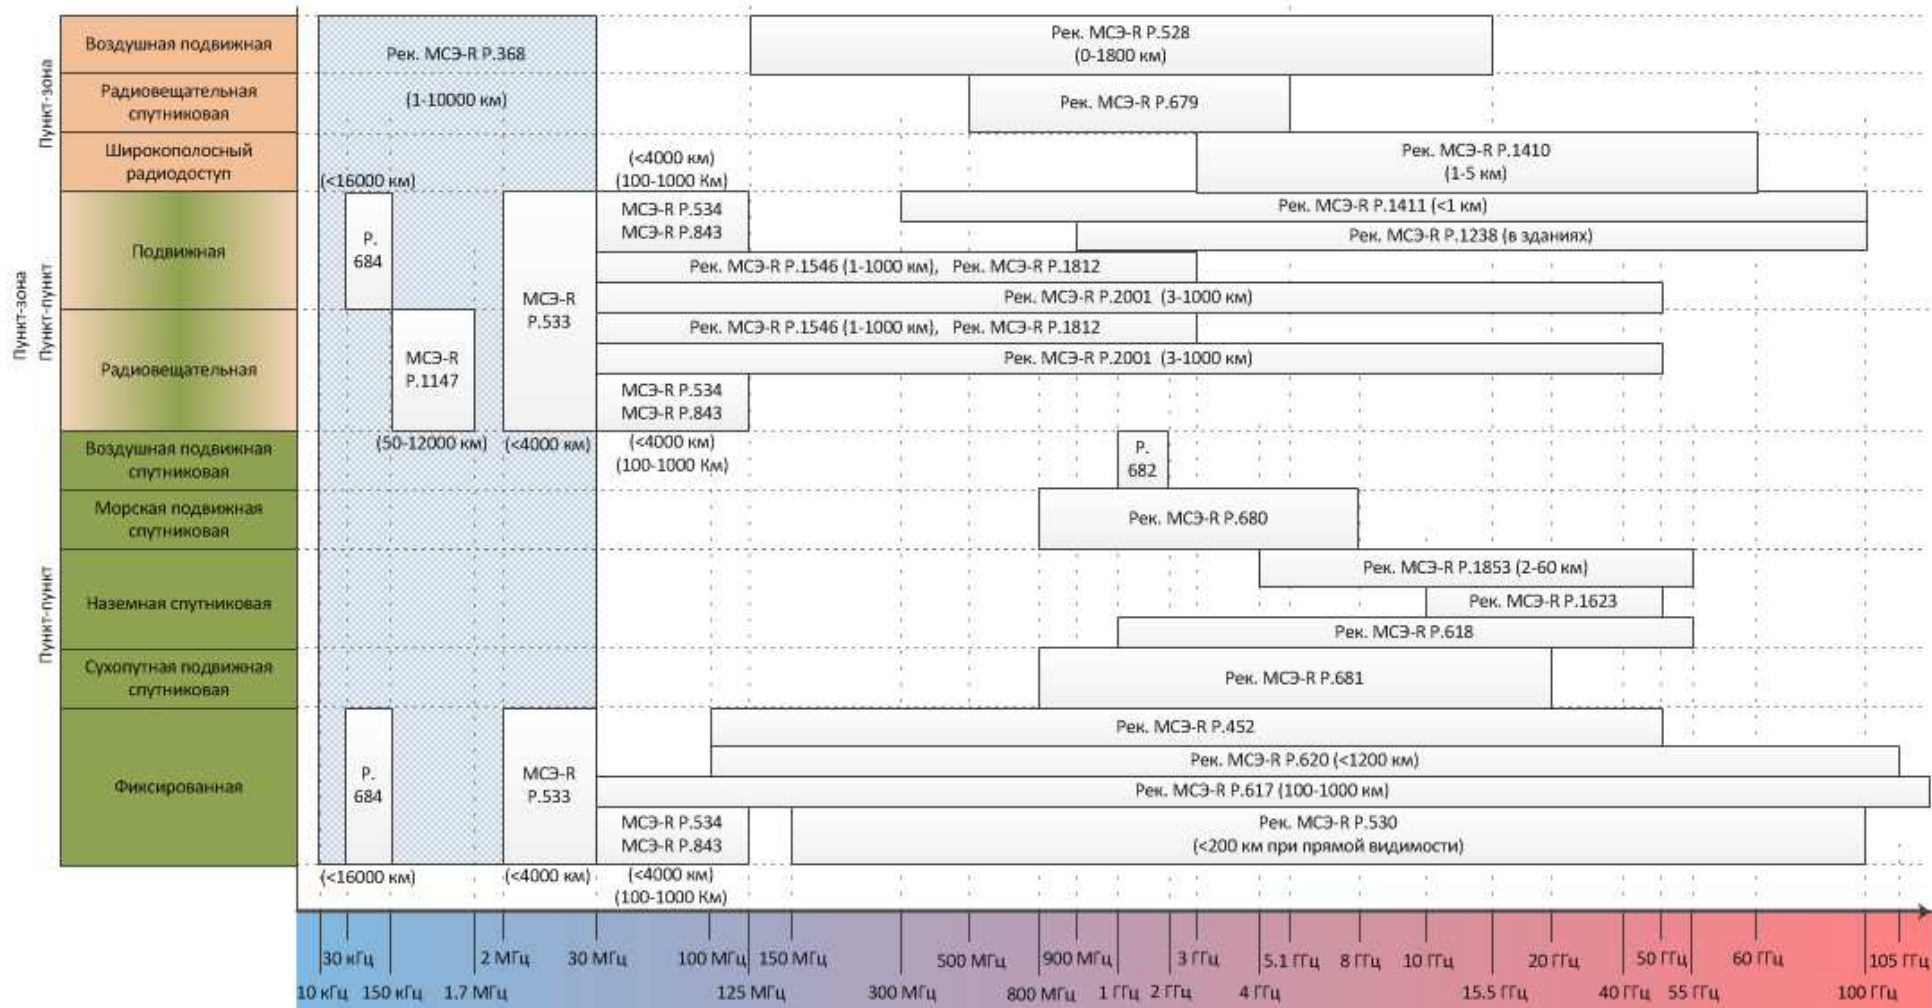 Пункт-зона
Воздушная подвижная
Рек. МСЭ-R P.368
(1-10000 км)
Рек. МСЭ-R P.528
(0-1800 км)
Радиовещательная
спутниковая
Рек. МСЭ-R P.679
Широкополосный
радиодоступ
Рек. МСЭ-R P.1410
(1-5 км)
(<16000 км)
(<4000 км)
(100-1000 Км)
Пункт-зона
Пункт-пункт
Подвижная
P.
684
МСЭ-R
P.533
МСЭ-R P.534
МСЭ-R P.843
Рек. МСЭ-R P.1411 (<1 км)
Рек. МСЭ-R P.1238 (в зданиях)
Рек. МСЭ-R P.1546 (1-1000 км),   Рек. МСЭ-R P.1812
Рек. МСЭ-R P.2001  (3-1000 км)
Радиовещательная
МСЭ-R
P.1147
Рек. МСЭ-R P.1546 (1-1000 км),   Рек. МСЭ-R P.1812
Рек. МСЭ-R P.2001  (3-1000 км)
МСЭ-R P.534
МСЭ-R P.843
(50-12000 км)
(<4000 км)
(<4000 км)
(100-1000 Км)
Пункт-пункт
Воздушная подвижная
спутниковая
P.
682
Морская подвижная
спутниковая
Рек. МСЭ-R P.680
Наземная спутниковая
Рек. МСЭ-R P.1853 (2-60 км)
Рек. МСЭ-R P.1623
Рек. МСЭ-R P.618
Сухопутная подвижная
спутниковая
Рек. МСЭ-R P.681
Фиксированная
P.
684
МСЭ-R
P.533
Рек. МСЭ-R P.452
Рек. МСЭ-R P.620 (<1200 км)
Рек. МСЭ-R P.617 (100-1000 км)
МСЭ-R P.534
МСЭ-R P.843
Рек. МСЭ-R P.530
(<200 км при прямой видимости)
(<16000 км)
(<4000 км)
(<4000 км)
(100-1000 Км)
30 кГц 2 МГц 30 МГц 100 МГц 150 МГц 500 МГц 900 МГц 3 ГГц 5.1 ГГц 8 ГГц 10 ГГц 20 ГГц 50 ГГц 60 ГГц 105 ГГц
10 кГц 150 кГц 1.7 МГц 125 МГц 300 МГц 800 МГц 1 ГГц 2 ГГц 4 ГГц 15.5 ГГц 40 ГГц 55 ГГц 100 ГГц